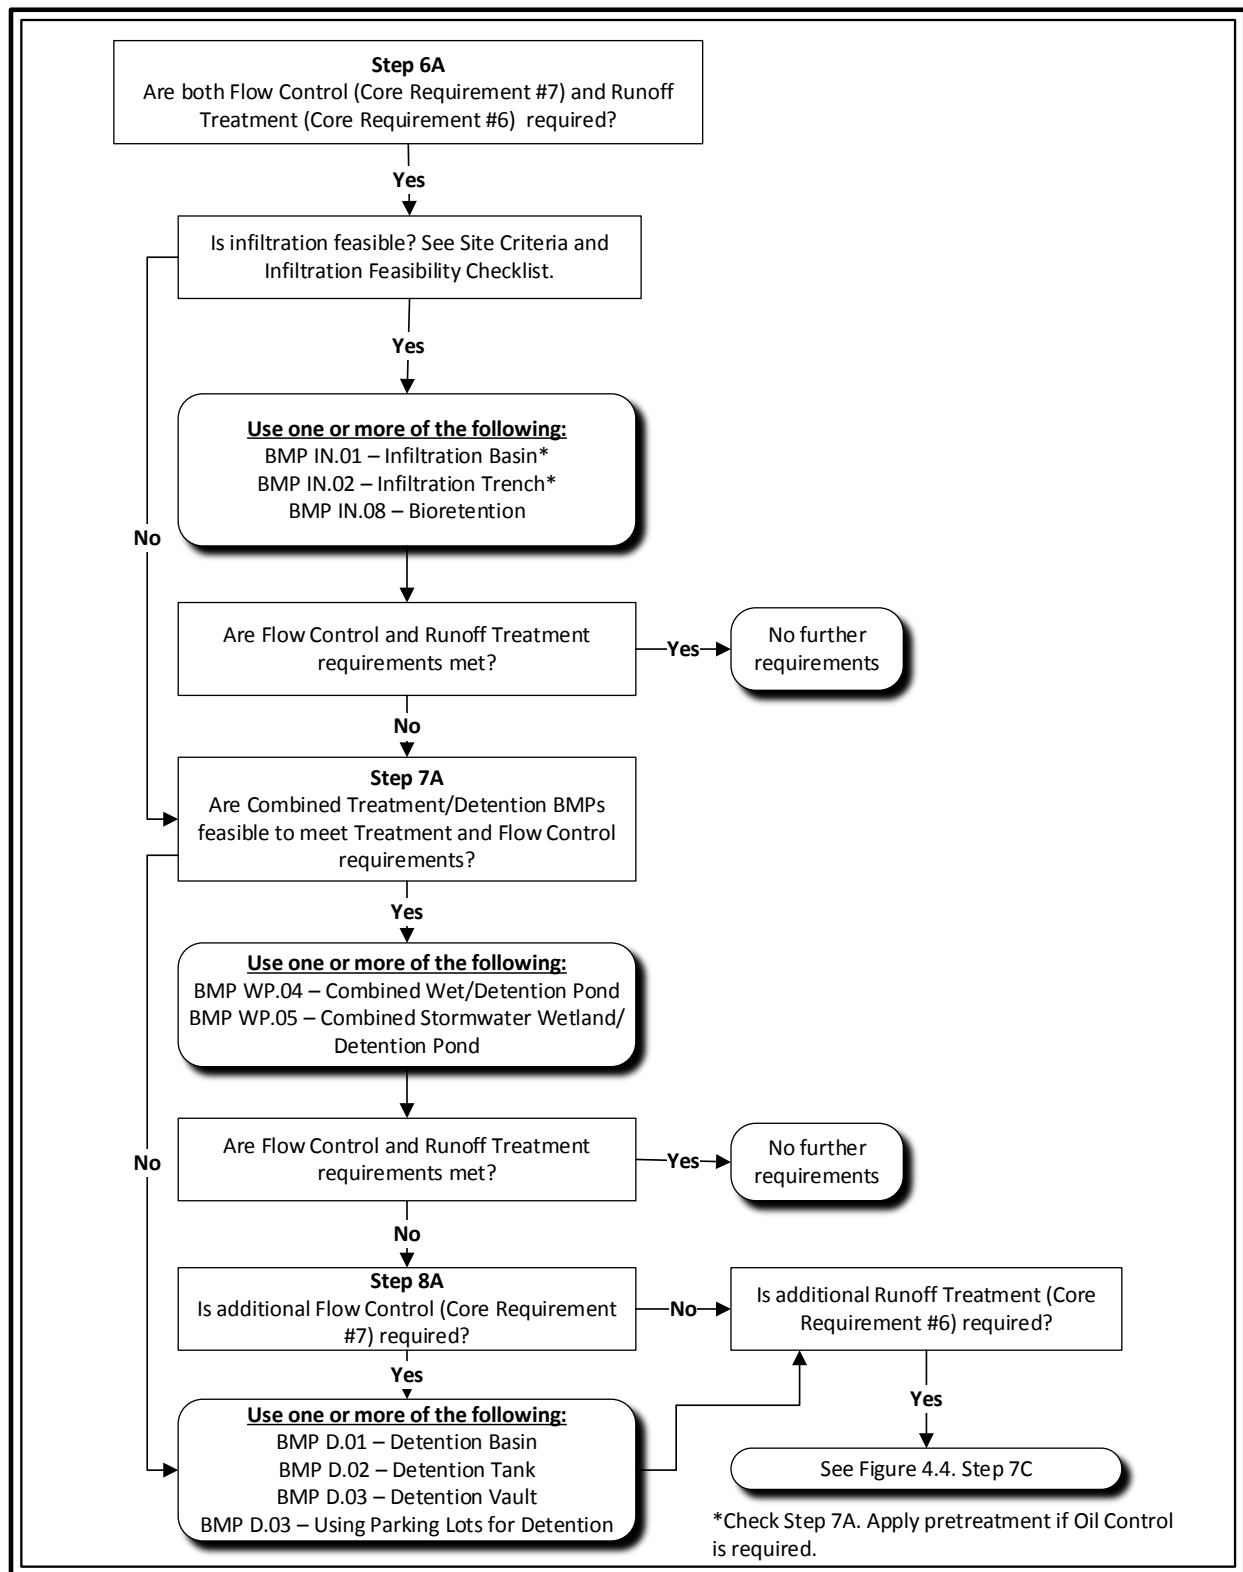 Step 6A
Are both Flow Control (Core Requirement #7) and Runoff
Treatment (Core Requirement #6) required?
Yes
Is infiltration feasible? See Site Criteria and
Infiltration Feasibility Checklist.
Yes
No
Use one or more of the following:
BMP IN.01 – Infiltration Basin*
BMP IN.02 – Infiltration Trench*
BMP IN.08 – Bioretention
Are Flow Control and Runoff Treatment
requirements met?
Yes
No further
requirements
No
Step 7A
Are Combined Treatment/Detention BMPs
feasible to meet Treatment and Flow Control
requirements?
Yes
No
Use one or more of the following:
BMP WP.04 – Combined Wet/Detention Pond
BMP WP.05 – Combined Stormwater Wetland/
Detention Pond
Are Flow Control and Runoff Treatment
requirements met?
Yes
No further
requirements
No
Step 8A
Is additional Flow Control (Core Requirement
#7) required?
No
Is additional Runoff Treatment (Core
Requirement #6) required?
Yes
Yes
Use one or more of the following:
BMP D.01 – Detention Basin
BMP D.02 – Detention Tank
BMP D.03 – Detention Vault
BMP D.03 – Using Parking Lots for Detention
See Figure 4.4. Step 7C
*Check Step 7A. Apply pretreatment if Oil Control
is required.